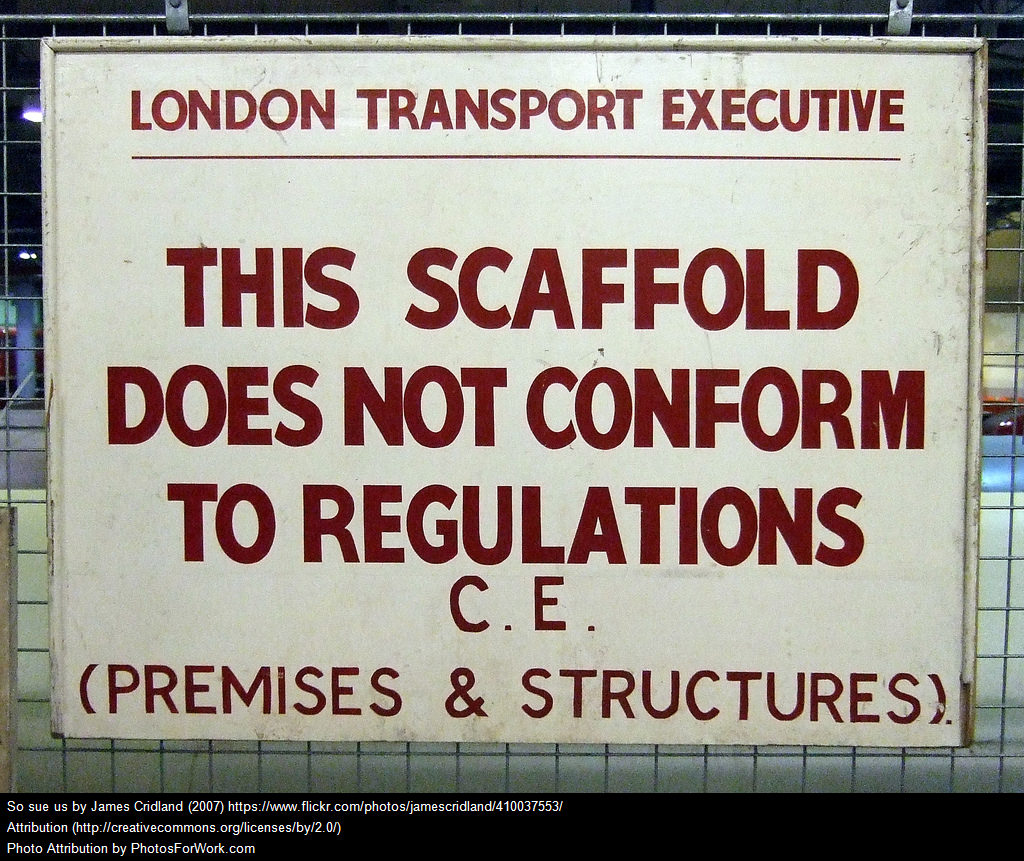 LONDON TRANSPORT EXECUTIVE
THIS SCAFFOLD
DOES NOT CONFORM
TO REGULATIONS
C.E.
(PREMISES & STRUCTURES).
So sue us by James Cridland (2007) https://www.flickr.com/photos/jamescridland/410037553/
Attribution (http://creativecommons.org/licenses/by/2.0/)
Photo Attribution by PhotosForWork.com